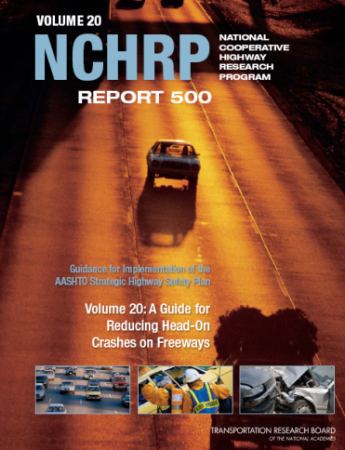 VOLUME 20
NCHRP
REPORT 500
NATIONAL
COOPERATIVE
HIGHWAY
RESEARCH
PROGRAM
Guidance for Implementation of the
AASHTO Strategic Highway Safety Plan
Volume 20: A Guide for
Reducing Head-On
Crashes on Freeways
TRANSPORTATION RESEARCH BOARD
OF THE NATIONAL ACADEMIES